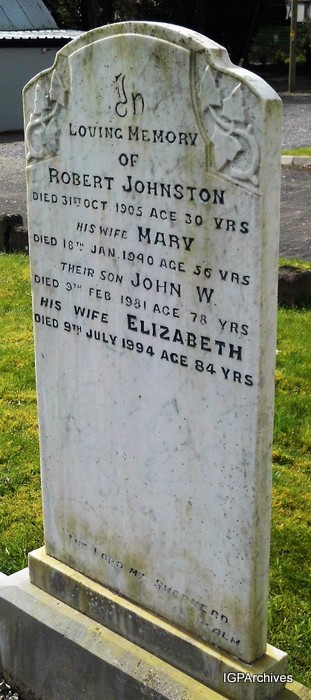 In
LOVING MEMORY
OF
ROBERT JOHNSTON
DIED 31ST OCT 1905 AGE 30 YRS
HIS WIFE MARY
DIED 18TH JAN. 1940 AGE 56 YRS
THEIR SON JOHN W.
DIED 9TH FEB 1981 AGE 78 YRS
HIS WIFE ELIZABETH
DIED 9TH JULY 1994 AGE 84 YRS
THE LORD MY SHEPHERD
PSALM
IGPArchives